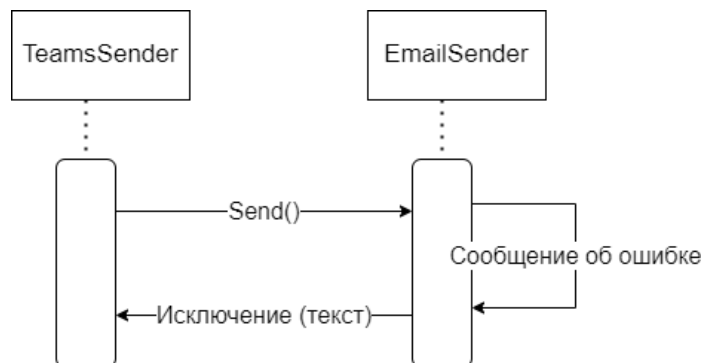 TeamsSender
EmailSender
Send()
Сообщение об ошибке
Исключение (текст)